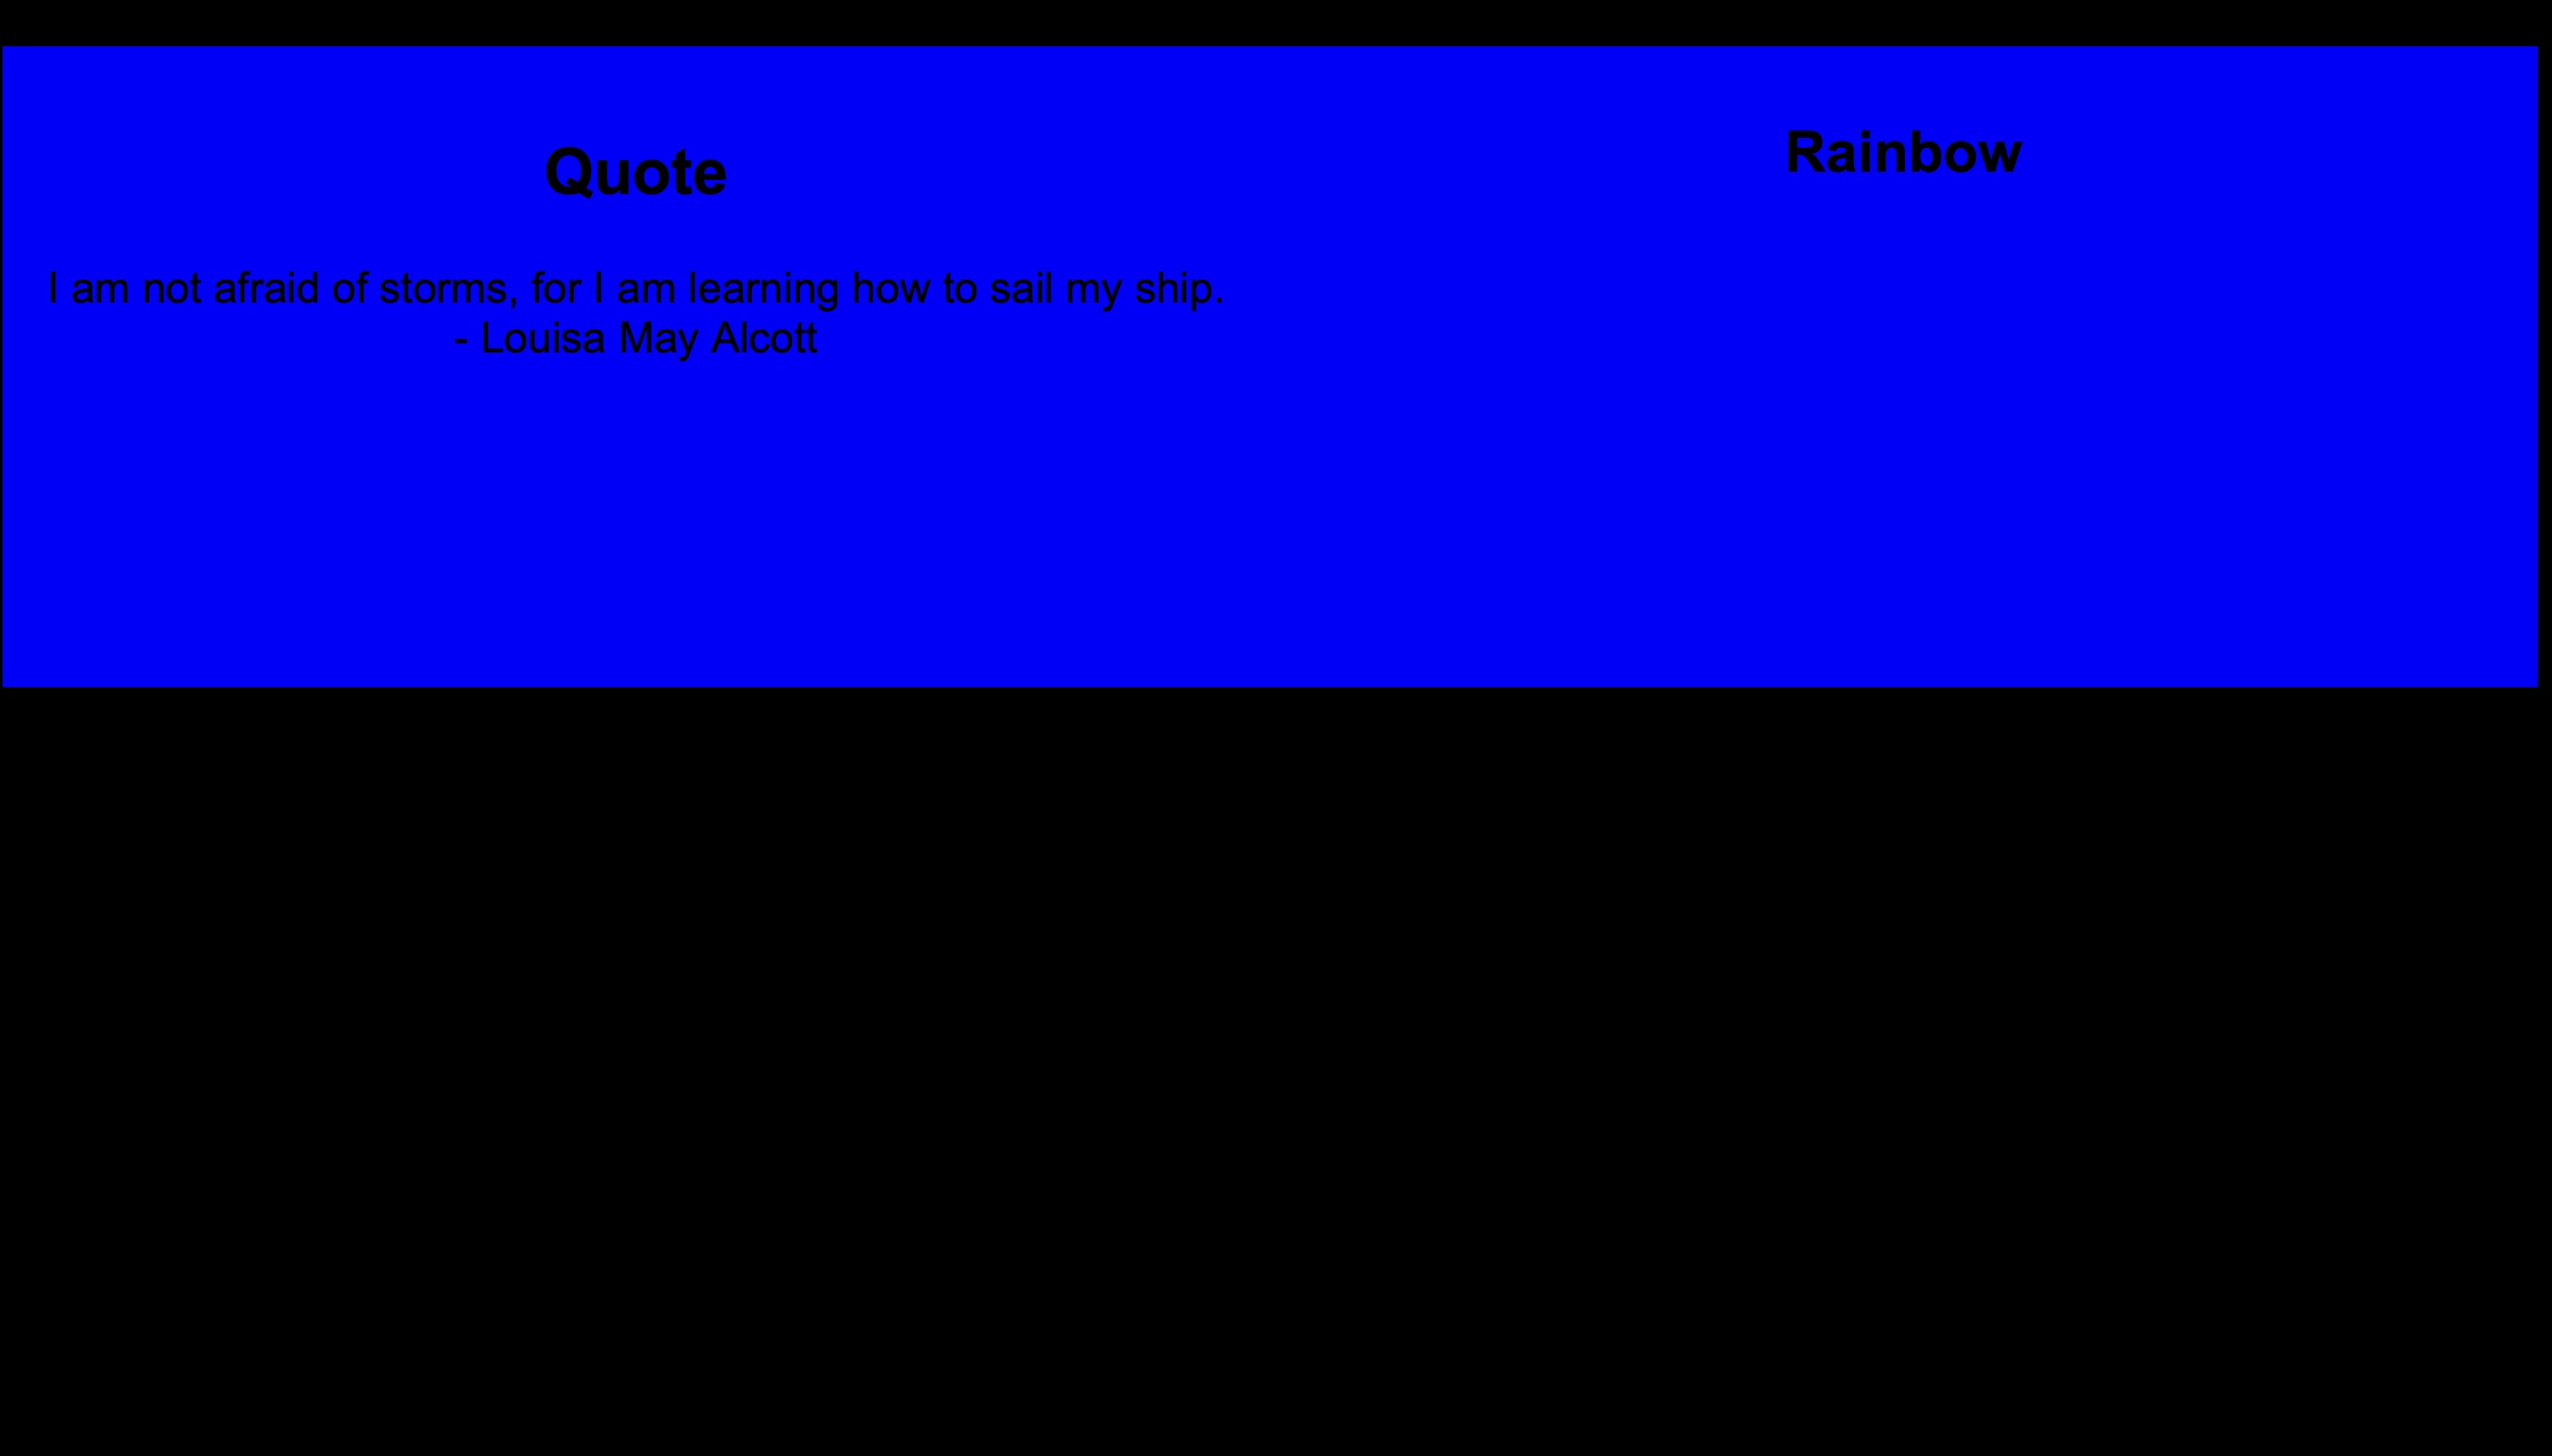 Quote
I am not afraid of storms, for I am learning how to sail my ship.
- Louisa May Alcott
Rainbow